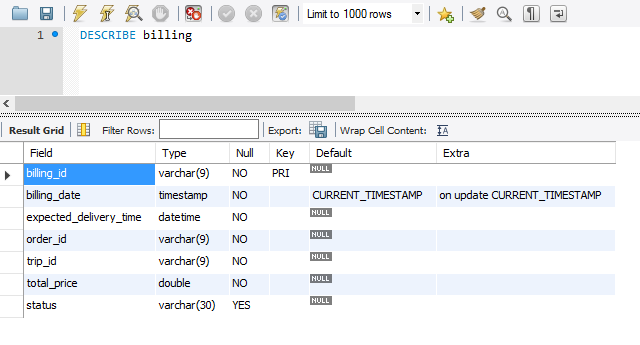 Limit to 1000 rows
1 DESCRIBE billing
Result Grid Filter Rows: Export: Wrap Cell Content:
Field Type Null Key Default Extra
billing_id varchar(9) NO PRI NULL
billing_date timestamp NO CURRENT_TIMESTAMP on update CURRENT_TIMESTAMP
expected_delivery_time datetime NO NULL
order_id varchar(9) NO NULL
trip_id varchar(9) NO NULL
total_price double NO NULL
status varchar(30) YES NULL